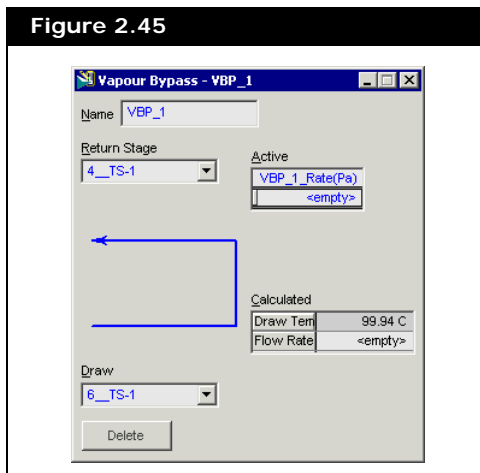 Figure 2.45
Vapour Bypass - VBP_1
Name VBP_1
Return Stage
4__TS-1
Active
VBP_1_Rate(Pa)
<empty>
Calculated
Draw Tem 99.94 C
Flow Rate <empty>
Draw
6__TS-1
Delete